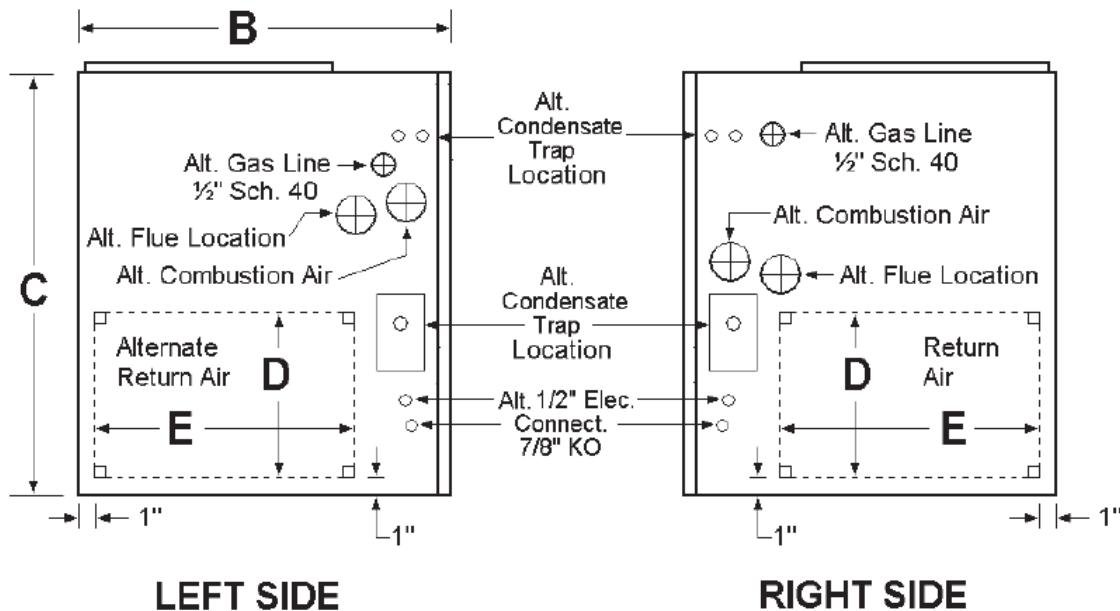 B
Alt.
Condensate
Trap
Location
Alt. Gas Line
½" Sch. 40
Alt. Gas Line
½" Sch. 40
Alt. Flue Location
Alt. Combustion Air
Alt. Combustion Air
Alt. Flue Location
C
Alt.
Condensate
Trap
Location
Alternate
Return Air
D
E
Return
Air
D
E
Alt. 1/2" Elec.
Connect.
7/8" KO
1"
1"
1"
1"
LEFT SIDE
RIGHT SIDE